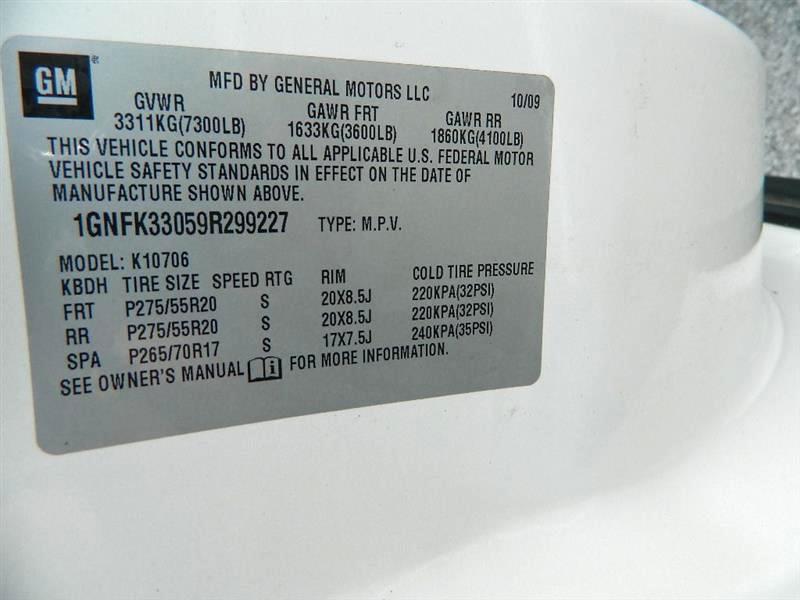 GM®
MFD BY GENERAL MOTORS LLC 10/09
GVWR GAWR FRT GAWR RR
3311KG(7300LB) 1633KG(3600LB) 1860KG(4100LB)
THIS VEHICLE CONFORMS TO ALL APPLICABLE U.S. FEDERAL MOTOR
VEHICLE SAFETY STANDARDS IN EFFECT ON THE DATE OF
MANUFACTURE SHOWN ABOVE.
1GNFK33059R299227 TYPE: M.P.V.
MODEL: K10706
KBDH TIRE SIZE SPEED RTG RIM COLD TIRE PRESSURE
FRT P275/55R20 S 20X8.5J 220KPA(32PSI)
RR P275/55R20 S 20X8.5J 220KPA(32PSI)
SPA P265/70R17 S 17X7.5J 240KPA(35PSI)
SEE OWNER'S MANUAL i FOR MORE INFORMATION.